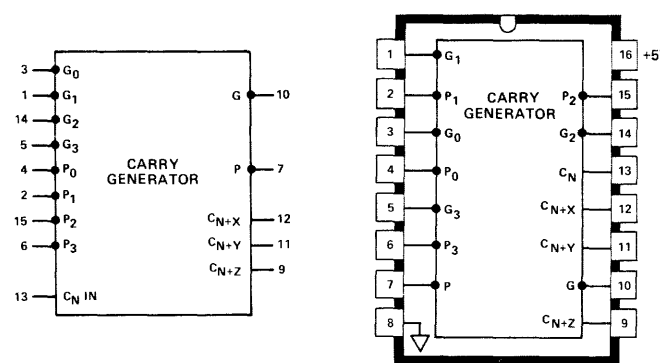 3 G0 G 10
1 G1
14 G2
5 G3
4 P0 P 7
2 P1
15 P2
6 P3
CARRY
GENERATOR
CN+X 12
CN+Y 11
CN+Z 9
13 CN IN
1 G1 16 +5
2 P1 P2 15
3 G0 G2 14
4 P0 CN 13
5 G3 CN+X 12
6 P3 CN+Y 11
7 P G 10
8 CN+Z 9
CARRY
GENERATOR